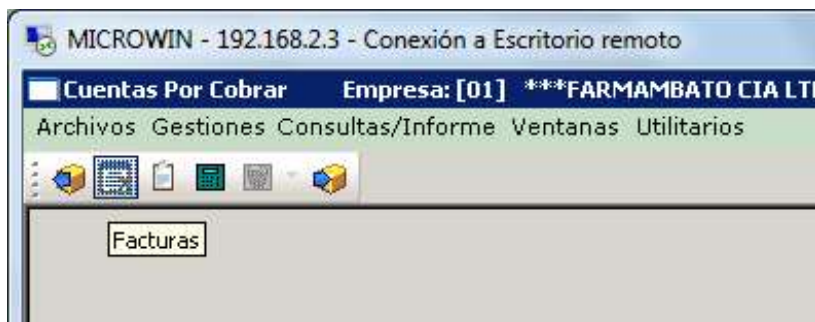 MICROWIN - 192.168.2.3 - Conexión a Escritorio remoto
Cuentas Por Cobrar Empresa: [01] ***FARMAMBATO CIA LT
Archivos Gestiones Consultas/Informe Ventanas Utilitarios
Facturas